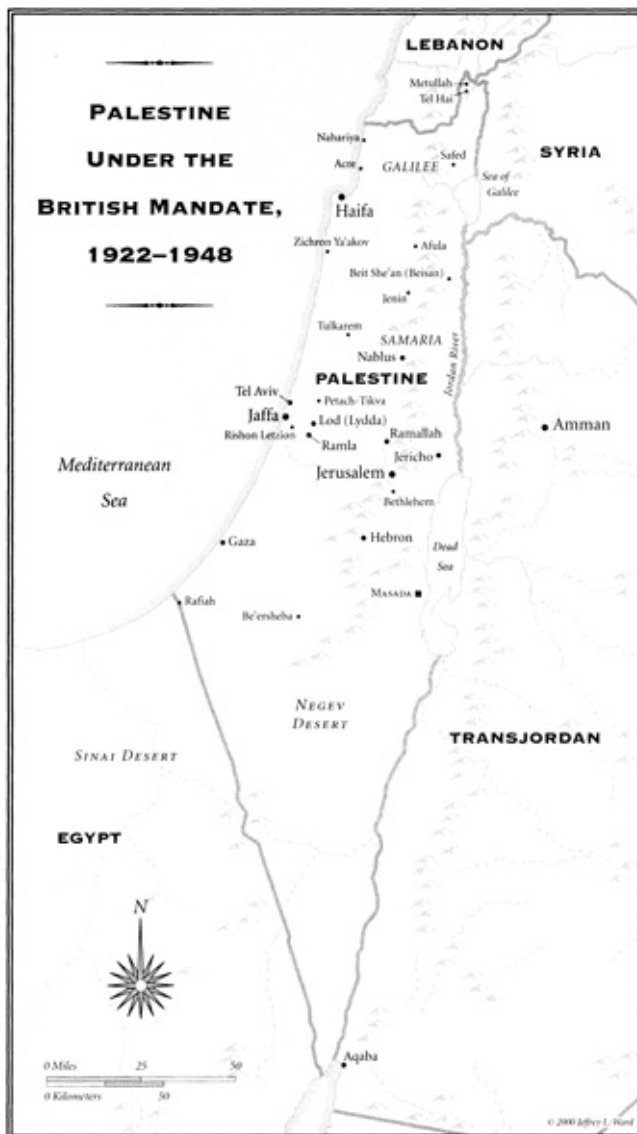 PALESTINE
UNDER THE
BRITISH MANDATE,
1922–1948
LEBANON
Metullah
Tel Hai
SYRIA
Nahariya
Acre
GALILEE
Safed
Sea of
Galilee
Haifa
Zichron Ya'akov
Afula
Beit She'an (Beisan)
Jenin
Tulkarem
SAMARIA
Nablus
Jordan River
PALESTINE
Tel Aviv
Petach-Tikva
Jaffa
Lod (Lydda)
Rishon Letzion
Ramla
Ramallah
Amman
Jericho
Mediterranean
Sea
Jerusalem
Bethlehem
Gaza
Hebron
Dead
Sea
MASADA
Rafiah
Be'ersheba
NEGEV
DESERT
SINAI DESERT
TRANSJORDAN
EGYPT
N
Aqaba
0 Miles 25 50
0 Kilometers 50
© 2000 Jeffrey L. Ward